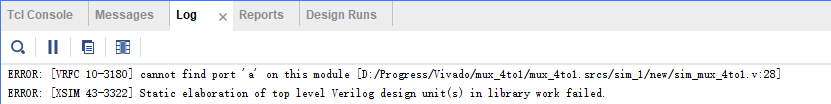 Tcl Console Messages Log × Reports Design Runs
ERROR: [VRFC 10-3180] cannot find port 'a' on this module [D:/Progress/Vivado/mux_4to1/mux_4to1.srcs/sim_1/new/sim_mux_4to1.v:28]
ERROR: [XSIM 43-3322] Static elaboration of top level Verilog design unit(s) in library work failed.